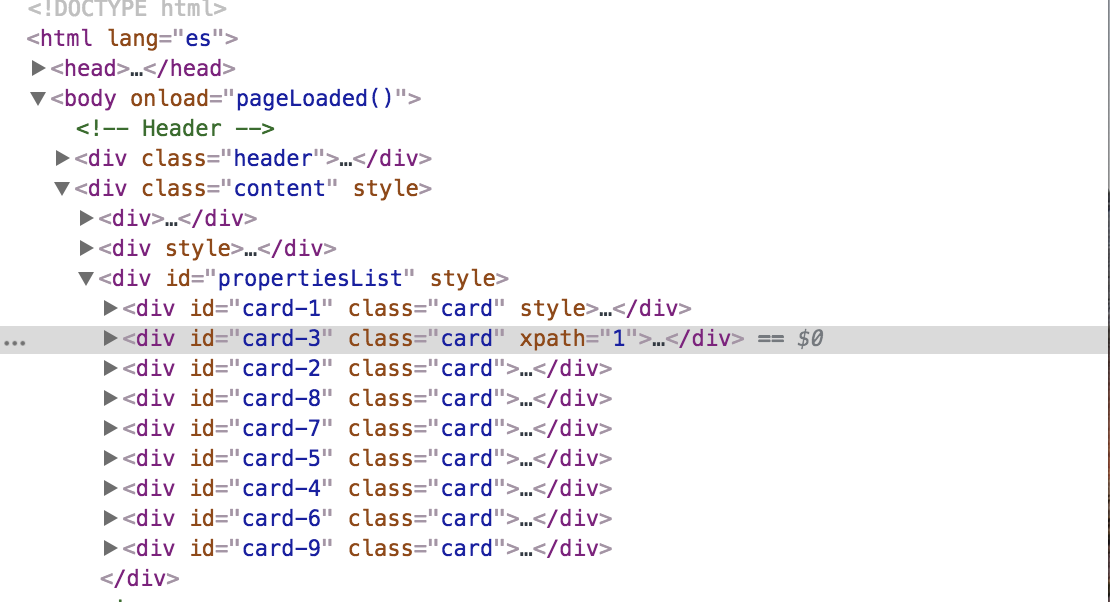 <!DOCTYPE html>
<html lang="es">
▶<head>…</head>
▼<body onload="pageLoaded()">
<!-- Header -->
▶<div class="header">…</div>
▼<div class="content" style>
▶<div>…</div>
▶<div style>…</div>
▼<div id="propertiesList" style>
▶<div id="card-1" class="card" style>…</div>
… ▶<div id="card-3" class="card" xpath="1">…</div> == $0
▶<div id="card-2" class="card">…</div>
▶<div id="card-8" class="card">…</div>
▶<div id="card-7" class="card">…</div>
▶<div id="card-5" class="card">…</div>
▶<div id="card-4" class="card">…</div>
▶<div id="card-6" class="card">…</div>
▶<div id="card-9" class="card">…</div>
</div>